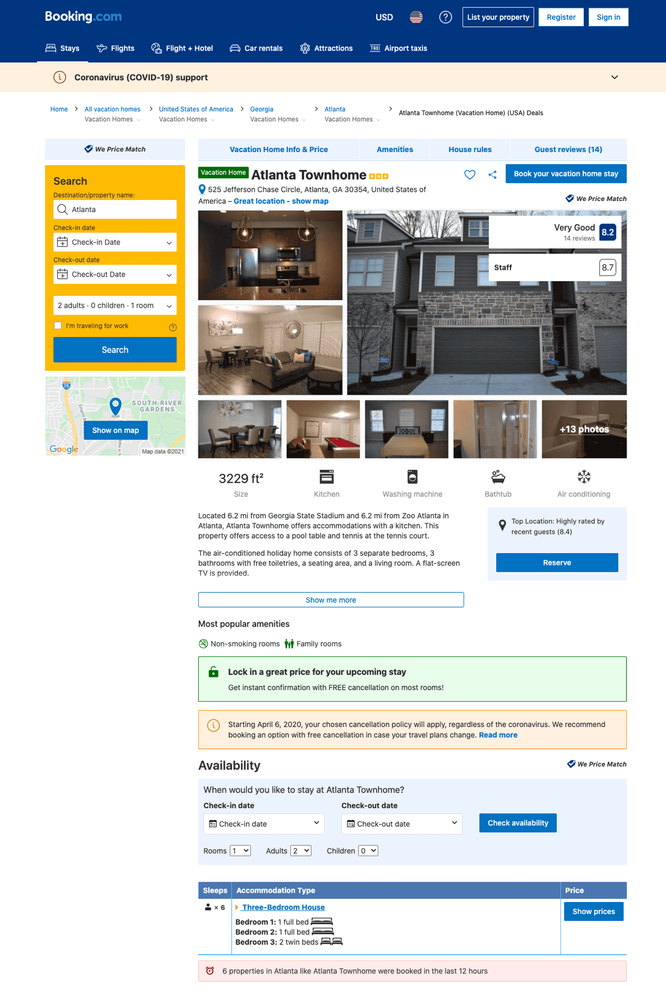 Booking.com
USD
List your property
Register
Sign in
Stays
Flights
Flight + Hotel
Car rentals
Attractions
TAXI
Airport taxis
Coronavirus (COVID-19) support
Home
All vacation homes
Vacation Homes
United States of America
Vacation Homes
Georgia
Vacation Homes
Atlanta
Vacation Homes
Atlanta Townhome (Vacation Home) (USA) Deals
We Price Match
Search
Destination/property name:
Atlanta
Check-in date
Check-in Date
Check-out date
Check-out Date
2 adults · 0 children · 1 room
I'm traveling for work
Search
75
SOUTH RIVER
GARDENS
Show on map
Google
Map data ©2021
Vacation Home Info & Price
Amenities
House rules
Guest reviews (14)
Vacation Home
Atlanta Townhome
Book your vacation home stay
525 Jefferson Chase Circle, Atlanta, GA 30354, United States of
America – Great location - show map
We Price Match
Very Good
14 reviews
8.2
Staff
8.7
+13 photos
3229 ft²
Size
Kitchen
Washing machine
Bathtub
Air conditioning
Located 6.2 mi from Georgia State Stadium and 6.2 mi from Zoo Atlanta in
Atlanta, Atlanta Townhome offers accommodations with a kitchen. This
property offers access to a pool table and tennis at the tennis court.
The air-conditioned holiday home consists of 3 separate bedrooms, 3
bathrooms with free toiletries, a seating area, and a living room. A flat-screen
TV is provided.
Top Location: Highly rated by
recent guests (8.4)
Reserve
Show me more
Most popular amenities
Non-smoking rooms
Family rooms
Lock in a great price for your upcoming stay
Get instant confirmation with FREE cancellation on most rooms!
Starting April 6, 2020, your chosen cancellation policy will apply, regardless of the coronavirus. We recommend
booking an option with free cancellation in case your travel plans change. Read more
Availability
We Price Match
When would you like to stay at Atlanta Townhome?
Check-in date
Check-out date
Check-in date
Check-out date
Check availability
Rooms 1
Adults 2
Children 0
Sleeps
Accommodation Type
Price
× 6
Three-Bedroom House
Show prices
Bedroom 1: 1 full bed
Bedroom 2: 1 full bed
Bedroom 3: 2 twin beds
6 properties in Atlanta like Atlanta Townhome were booked in the last 12 hours